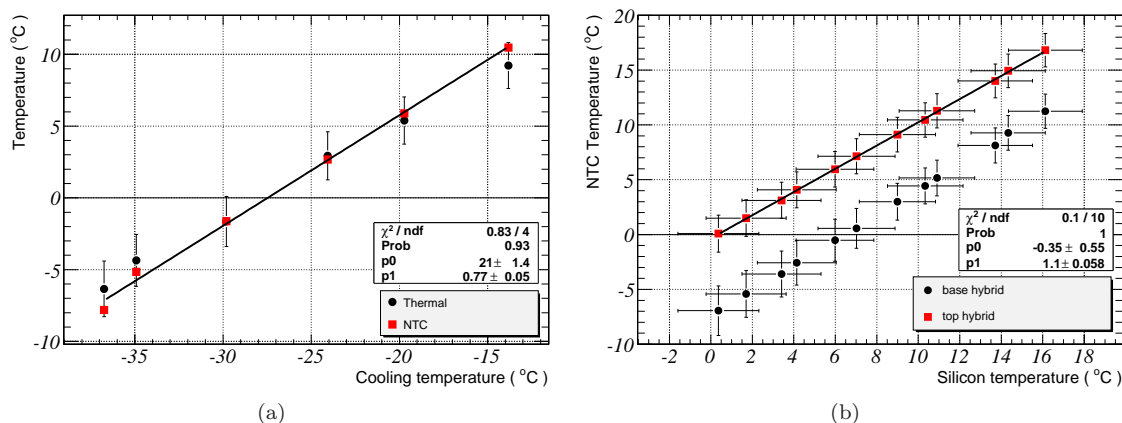 Temperature ( °C)
10
5
0
-5
-10
-35
-30
-25
-20
-15
Cooling temperature ( °C )
χ² / ndf 0.83 / 4
Prob 0.93
p0 21 ± 1.4
p1 0.77 ± 0.05
Thermal
NTC
(a)
NTC Temperature ( °C)
20
15
10
5
0
-5
-10
-2
0
2
4
6
8
10
12
14
16
18
Silicon temperature ( °C )
χ² / ndf 0.1 / 10
Prob 1
p0 -0.35 ± 0.55
p1 1.1 ± 0.058
base hybrid
top hybrid
(b)